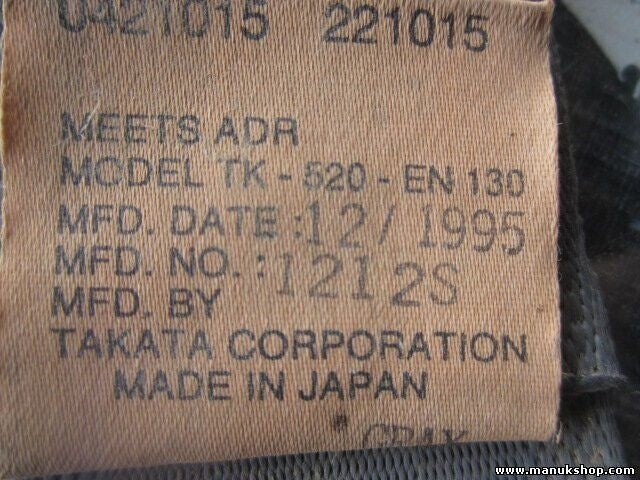 0421015 221015
MEETS ADR
MODEL TK - 520 - EN 130
MFD. DATE : 12 / 1995
MFD. NO. : 1212S
MFD. BY
TAKATA CORPORATION
MADE IN JAPAN
GRAY
www.manukshop.com